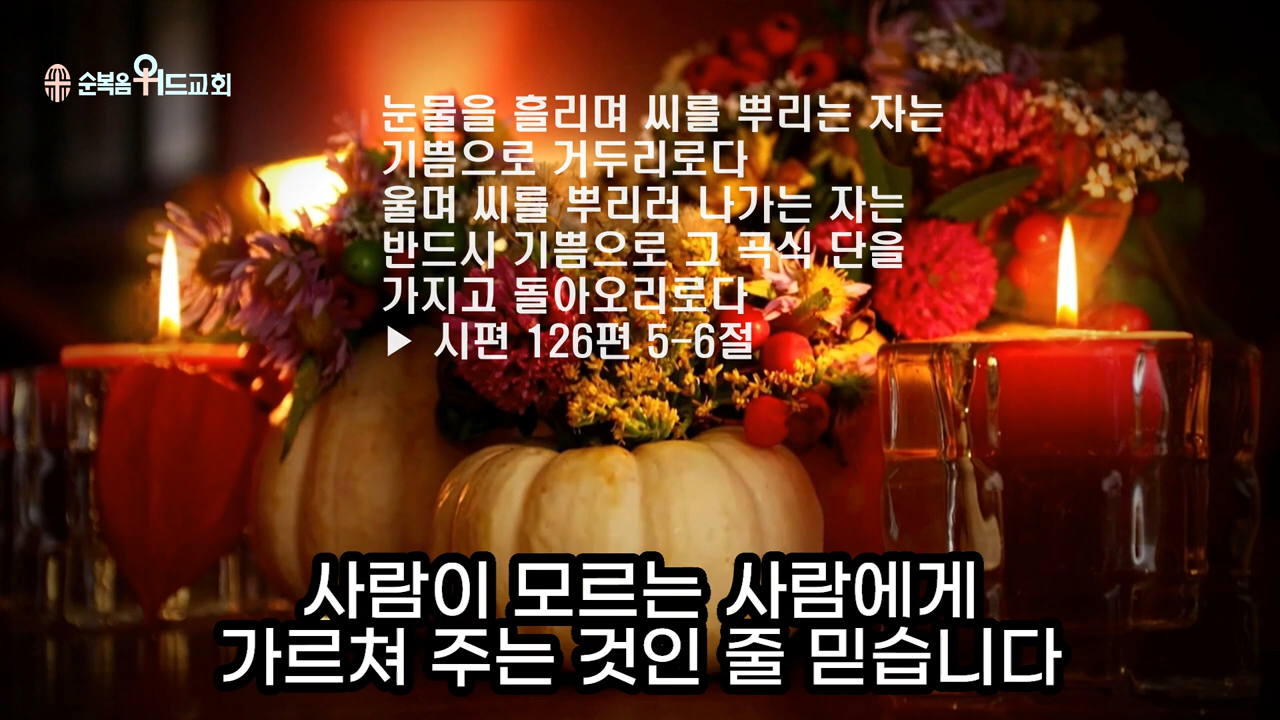 순복음위드교회
눈물을 흘리며 씨를 뿌리는 자는
기쁨으로 거두리로다
울며 씨를 뿌리러 나가는 자는
반드시 기쁨으로 그 곡식 단을
가지고 돌아오리로다
▶ 시편 126편 5-6절
사람이 모르는 사람에게
가르쳐 주는 것인 줄 믿습니다